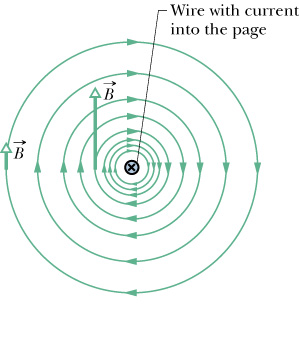 Wire with current
into the page
B
B